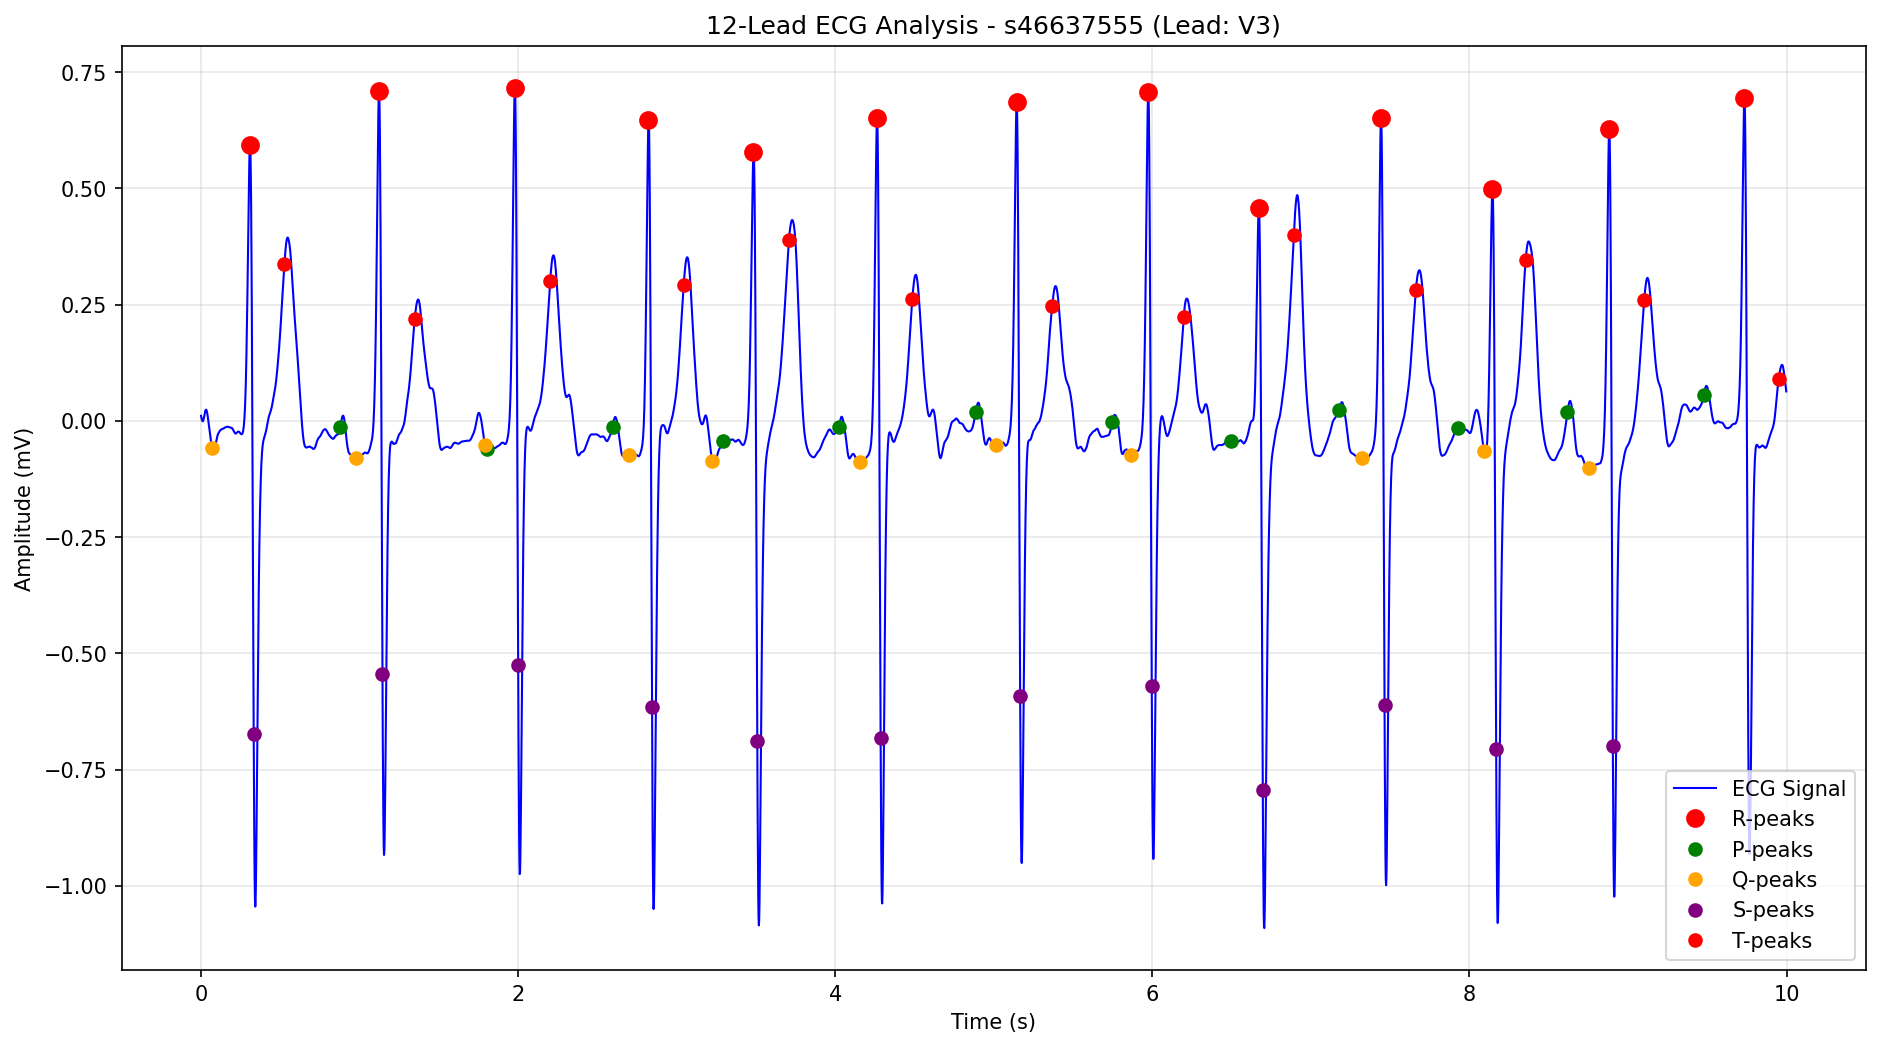 12-Lead ECG Analysis - s46637555 (Lead: V3)
Amplitude (mV)
0.75
0.50
0.25
0.00
−0.25
−0.50
−0.75
−1.00
ECG Signal
R-peaks
P-peaks
Q-peaks
S-peaks
T-peaks
0 2 4 6 8 10
Time (s)